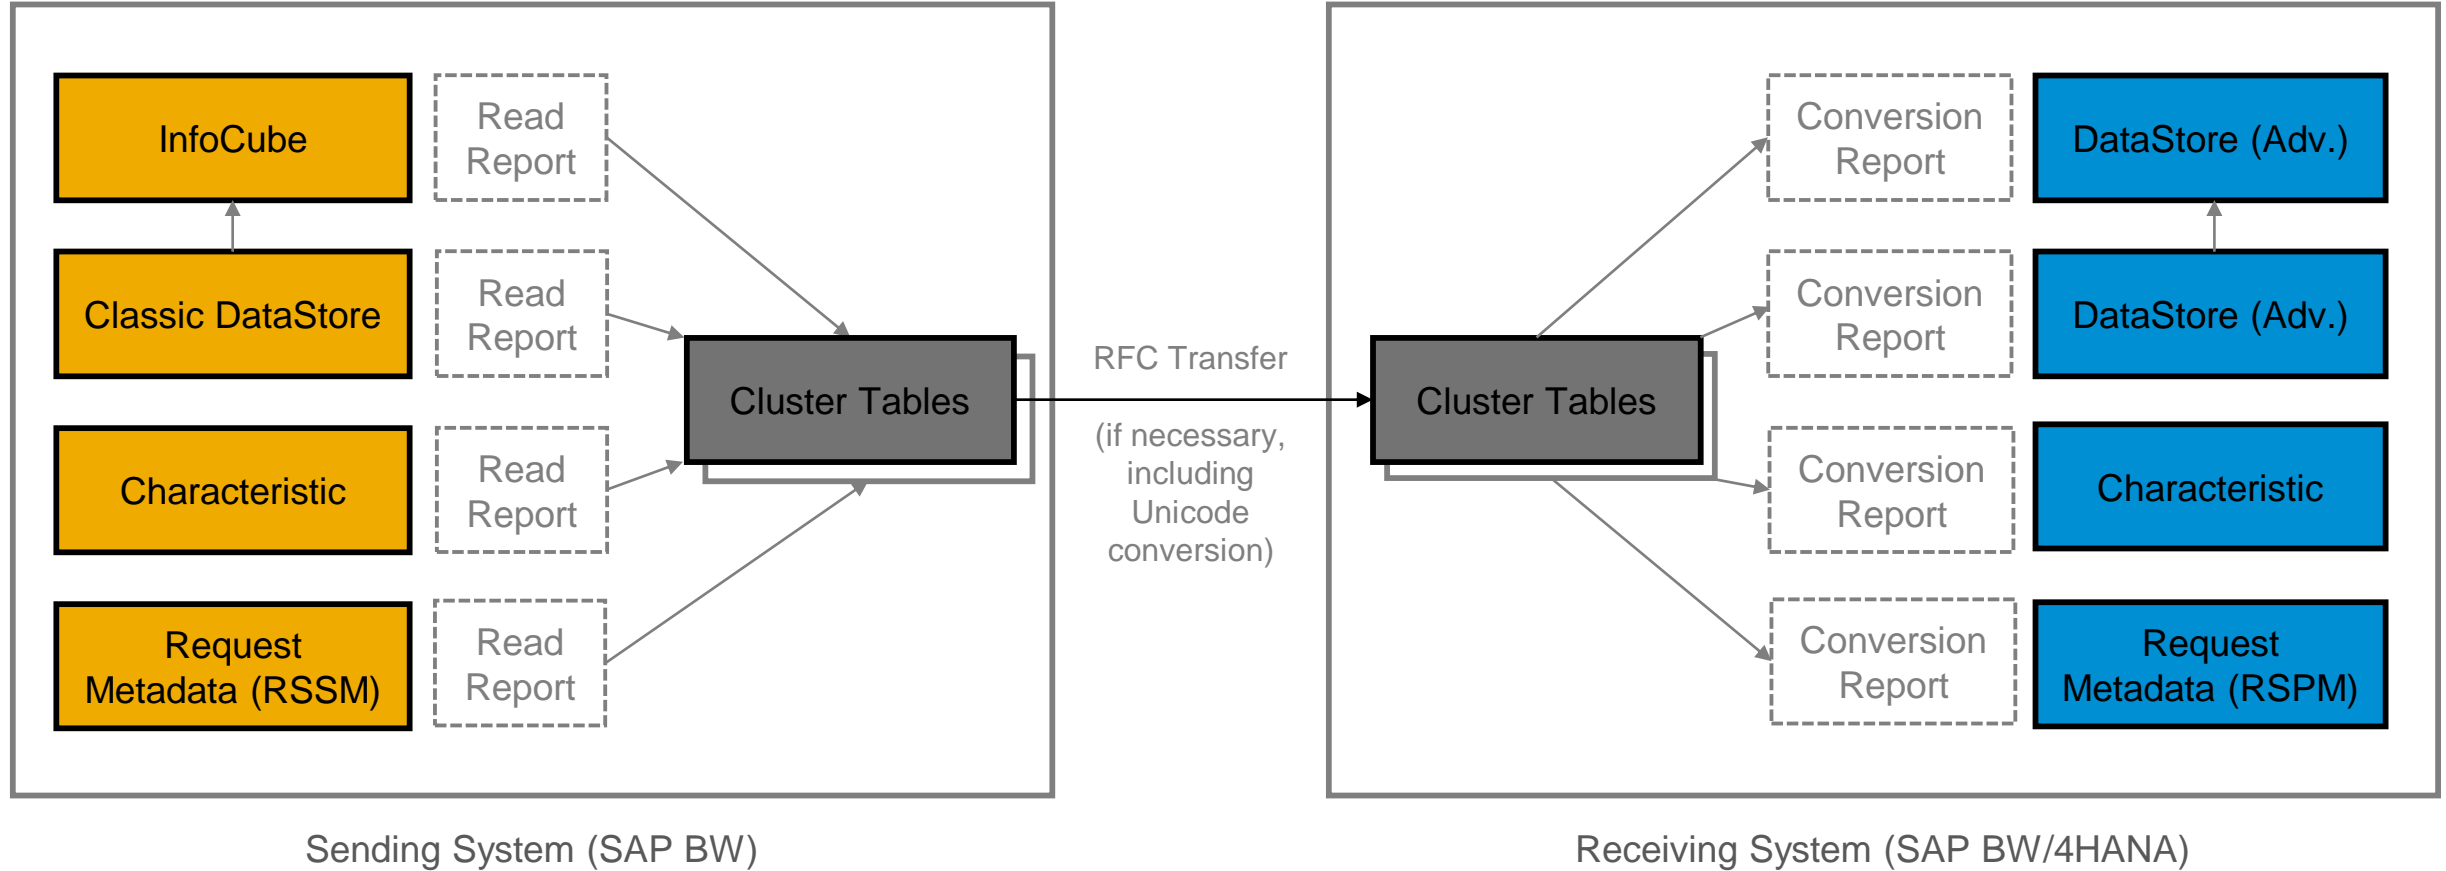 InfoCube
Read
Report
Classic DataStore
Read
Report
Characteristic
Read
Report
Request
Metadata (RSSM)
Read
Report
Cluster Tables
Sending System (SAP BW)
RFC Transfer
(if necessary,
including
Unicode
conversion)
Cluster Tables
Conversion
Report
DataStore (Adv.)
Conversion
Report
DataStore (Adv.)
Conversion
Report
Characteristic
Conversion
Report
Request
Metadata (RSPM)
Receiving System (SAP BW/4HANA)